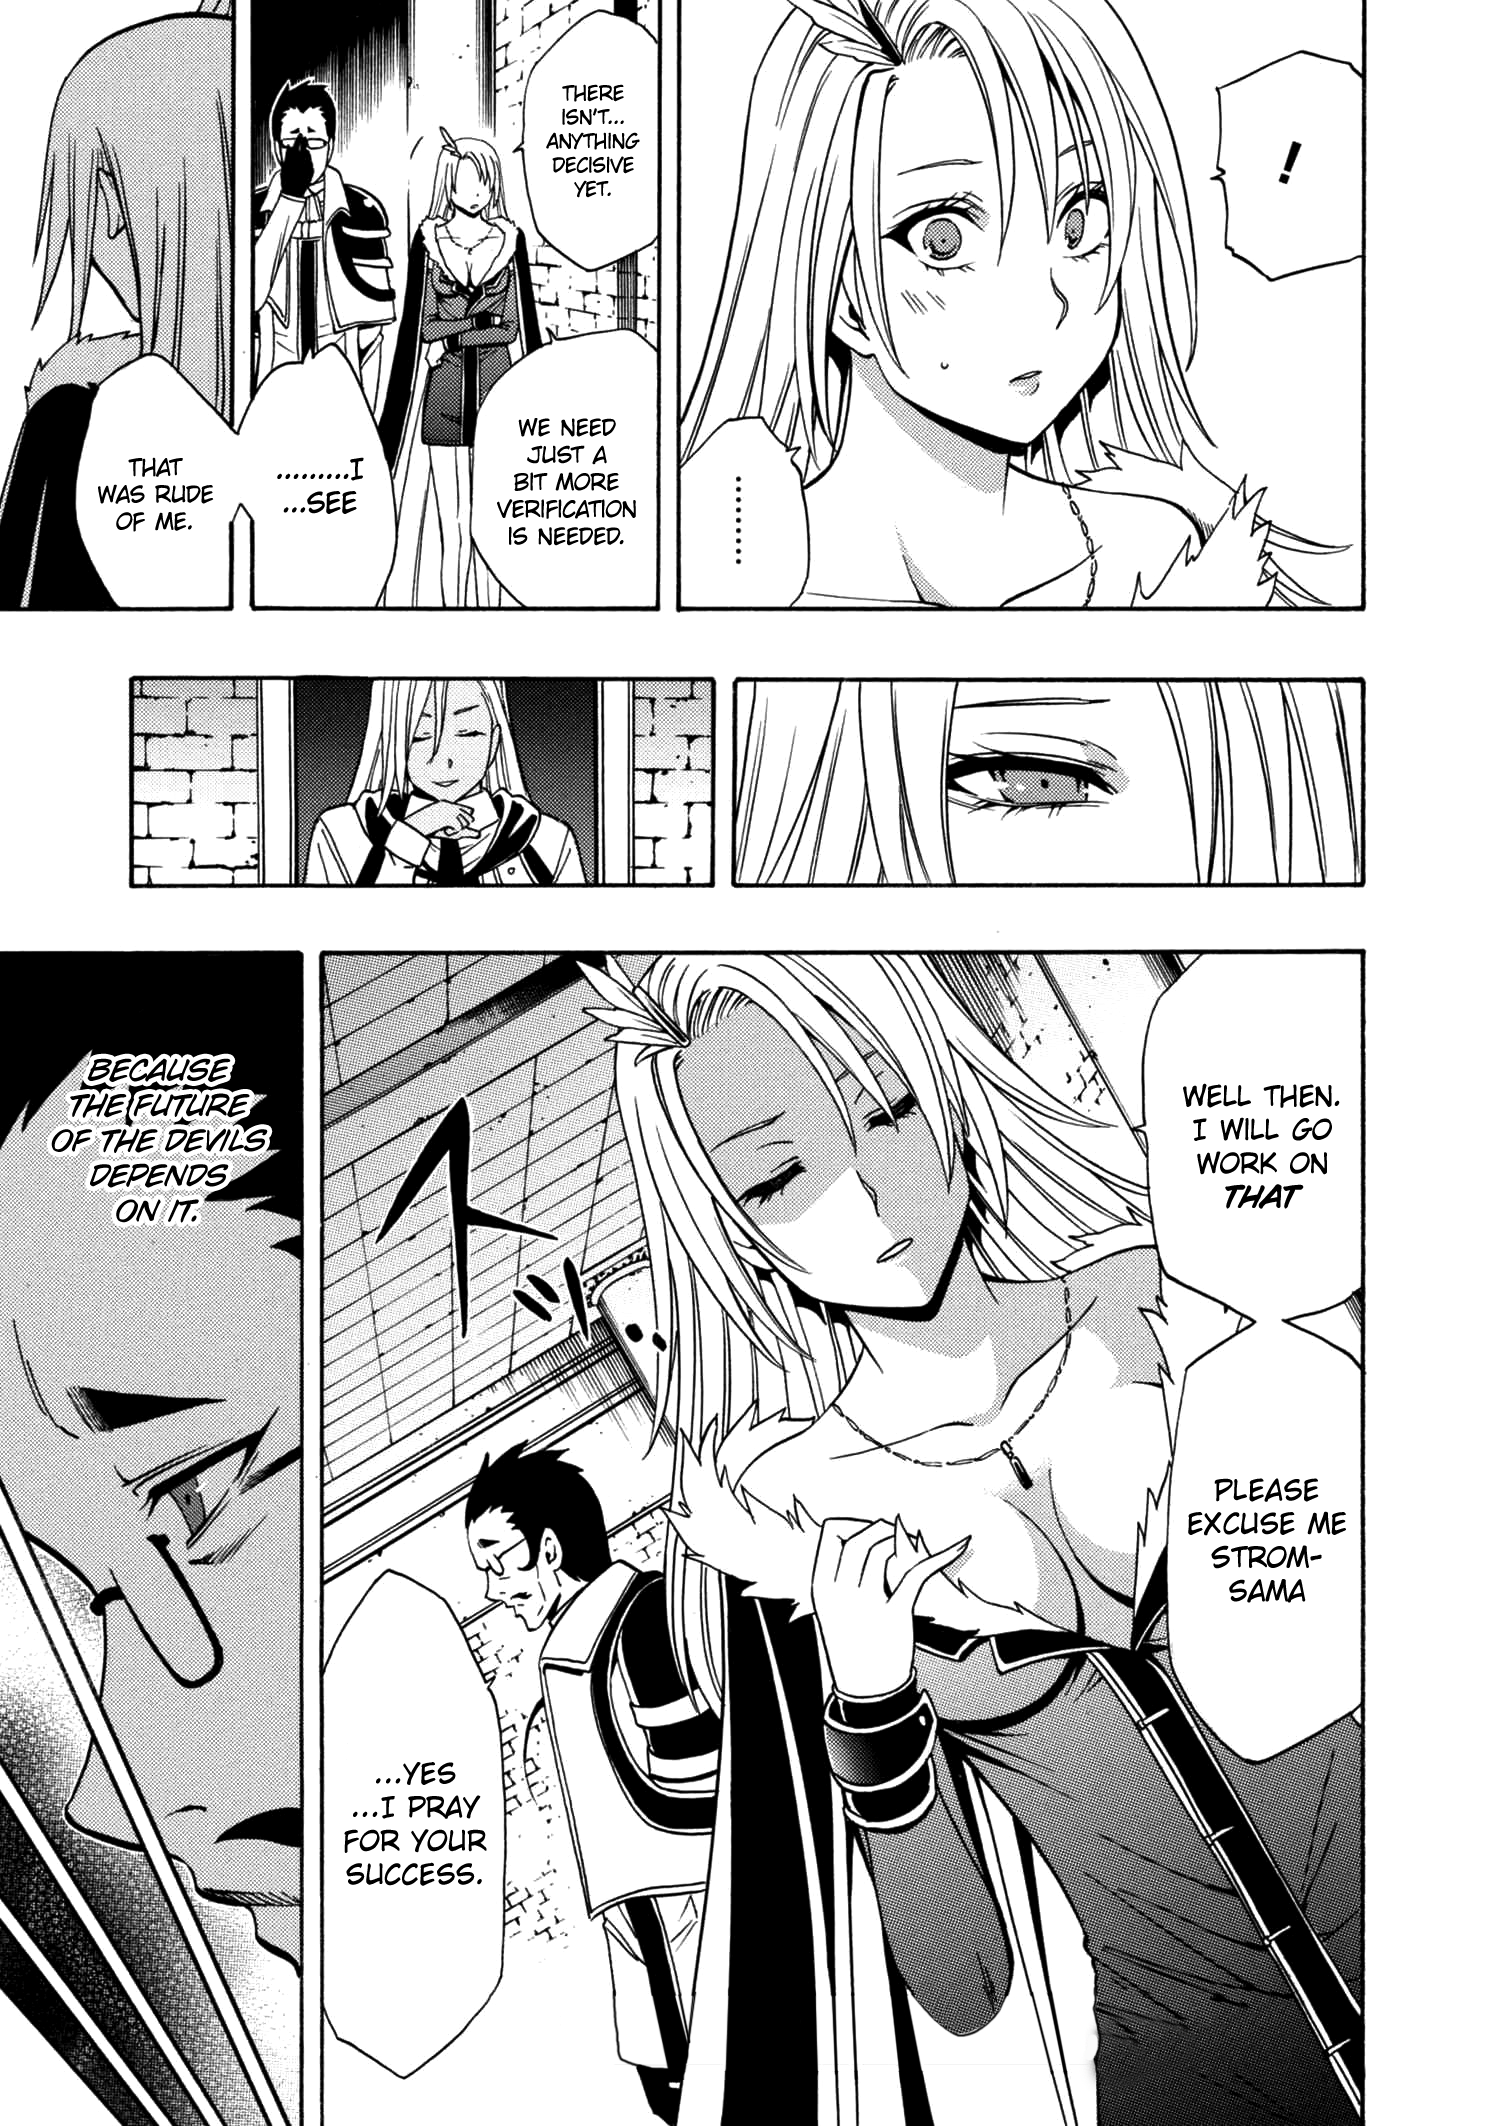 !
........
THERE
ISN'T...
ANYTHING
DECISIVE
YET.
WE NEED
JUST A
BIT MORE
VERIFICATION
IS NEEDED.
.........I
...SEE
THAT
WAS RUDE
OF ME.
WELL THEN.
I WILL GO
WORK ON
THAT
PLEASE
EXCUSE ME
STROM-
SAMA
スッ..
...YES
...I PRAY
FOR YOUR
SUCCESS.
BECAUSE
THE FUTURE
OF THE DEVILS
DEPENDS
ON IT.